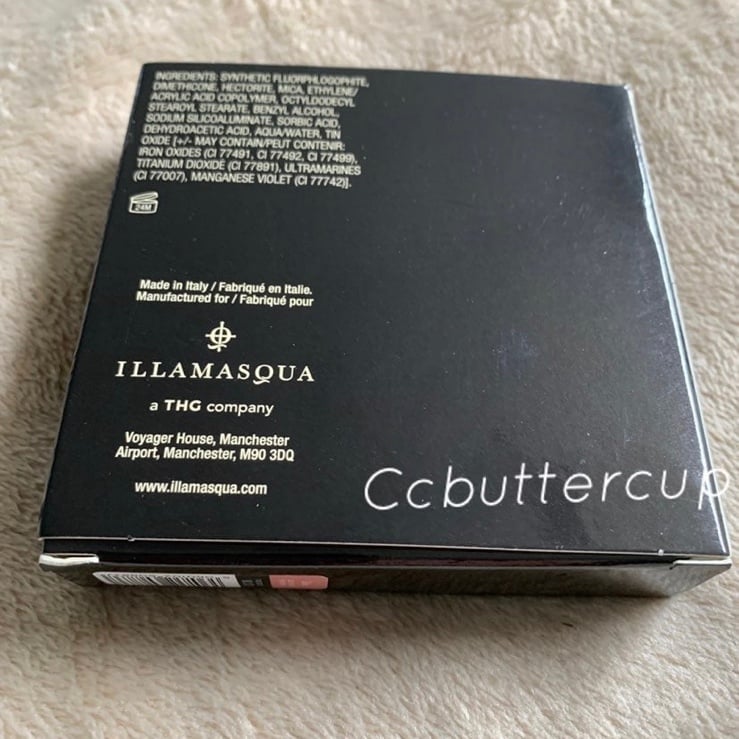 INGREDIENTS: SYNTHETIC FLUORPHLOGOPHITE,
DIMETHICONE, HECTORITE, MICA, ETHYLENE/
ACRYLIC ACID COPOLYMER, OCTYLDODECYL
STEAROYL STEARATE, BENZYL ALCOHOL,
SODIUM SILICOALUMINATE, SORBIC ACID,
DEHYDROACETIC ACID, AQUA/WATER, TIN
OXIDE [+/- MAY CONTAIN/PEUT CONTENIR:
IRON OXIDES (CI 77491, CI 77492, CI 77499),
TITANIUM DIOXIDE (CI 77891), ULTRAMARINES
(CI 77007), MANGANESE VIOLET (CI 77742)].
24M
Made in Italy / Fabriqué en Italie.
Manufactured for / Fabriqué pour
ILLAMASQUA
a THG company
Voyager House, Manchester
Airport, Manchester, M90 3DQ
www.illamasqua.com
Ccbuttercup